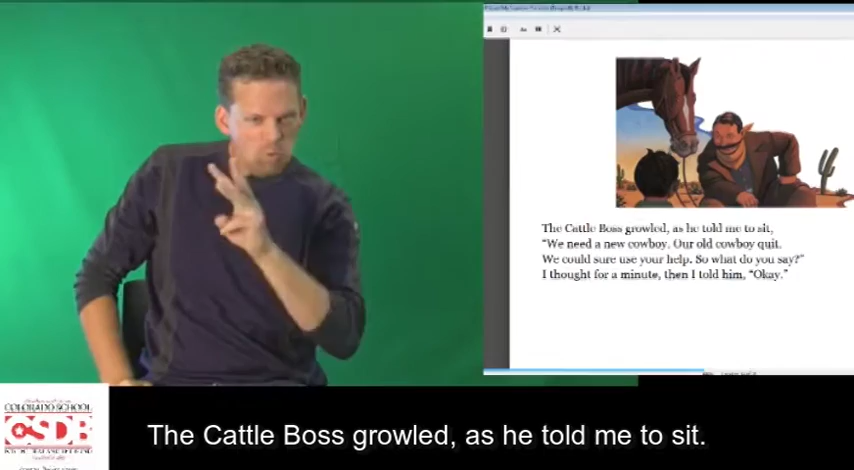 The Cattle Boss growled, as he told me to sit,
“We need a new cowboy. Our old cowboy quit.
We could sure use your help. So what do you say?”
I thought for a minute, then I told him, “Okay.”
COLORADO SCHOOL
CSDB
The Cattle Boss growled, as he told me to sit.